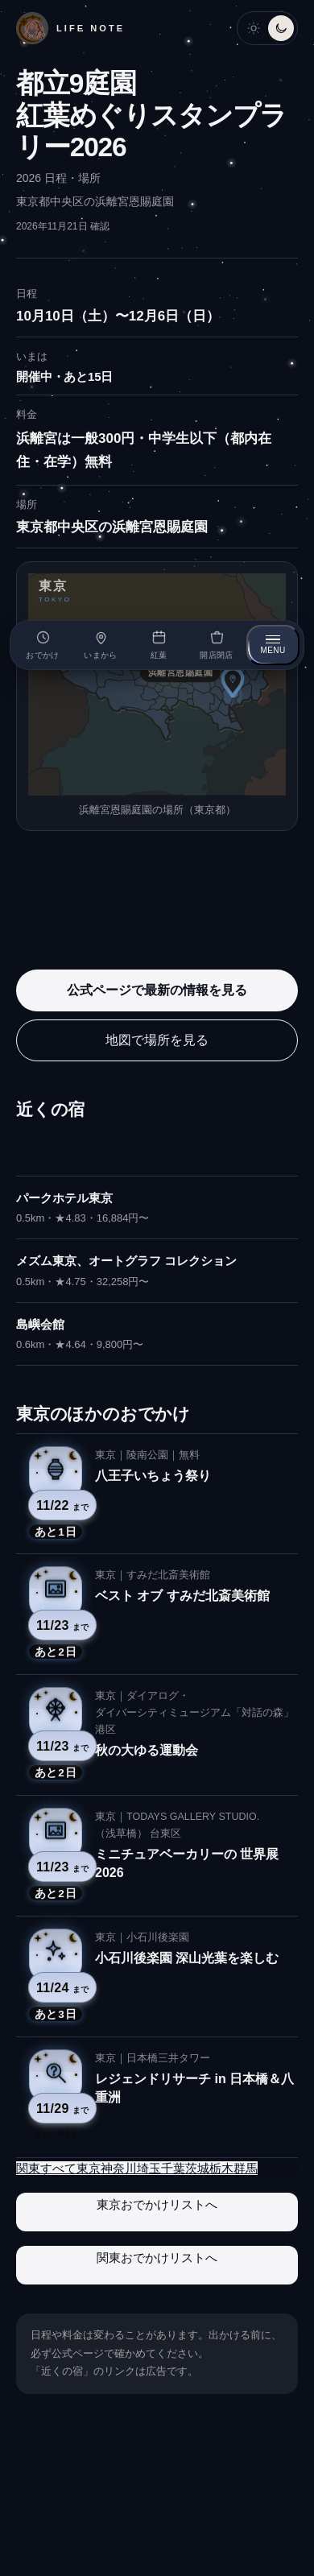 LIFE NOTE
都立9庭園
紅葉めぐりスタンプラ
リー2026
2026 日程・場所
東京都中央区の浜離宮恩賜庭園
2026年11月21日 確認
日程
10月10日（土）〜12月6日（日）
いまは
開催中・あと15日
料金
浜離宮は一般300円・中学生以下（都内在
住・在学）無料
場所
東京都中央区の浜離宮恩賜庭園
東京
TOKYO
おでかけ
いまから
紅葉
開店閉店
MENU
浜離宮恩賜庭園
浜離宮恩賜庭園の場所（東京都）
公式ページで最新の情報を見る
地図で場所を見る
近くの宿
パークホテル東京
0.5km・★4.83・16,884円〜
メズム東京、オートグラフ コレクション
0.5km・★4.75・32,258円〜
島嶼会館
0.6km・★4.64・9,800円〜
東京のほかのおでかけ
東京｜陵南公園｜無料
八王子いちょう祭り
11/22 まで
あと1日
東京｜すみだ北斎美術館
ベスト オブ すみだ北斎美術館
11/23 まで
あと2日
東京｜ダイアログ・
ダイバーシティミュージアム「対話の森」
港区
秋の大ゆる運動会
11/23 まで
あと2日
東京｜TODAYS GALLERY STUDIO.
（浅草橋） 台東区
ミニチュアベーカリーの 世界展
2026
11/23 まで
あと2日
東京｜小石川後楽園
小石川後楽園 深山光葉を楽しむ
11/24 まで
あと3日
東京｜日本橋三井タワー
レジェンドリサーチ in 日本橋＆八
重洲
11/29 まで
関東すべて東京神奈川埼玉千葉茨城栃木群馬
東京おでかけリストへ
関東おでかけリストへ
日程や料金は変わることがあります。出かける前に、
必ず公式ページで確かめてください。
「近くの宿」のリンクは広告です。